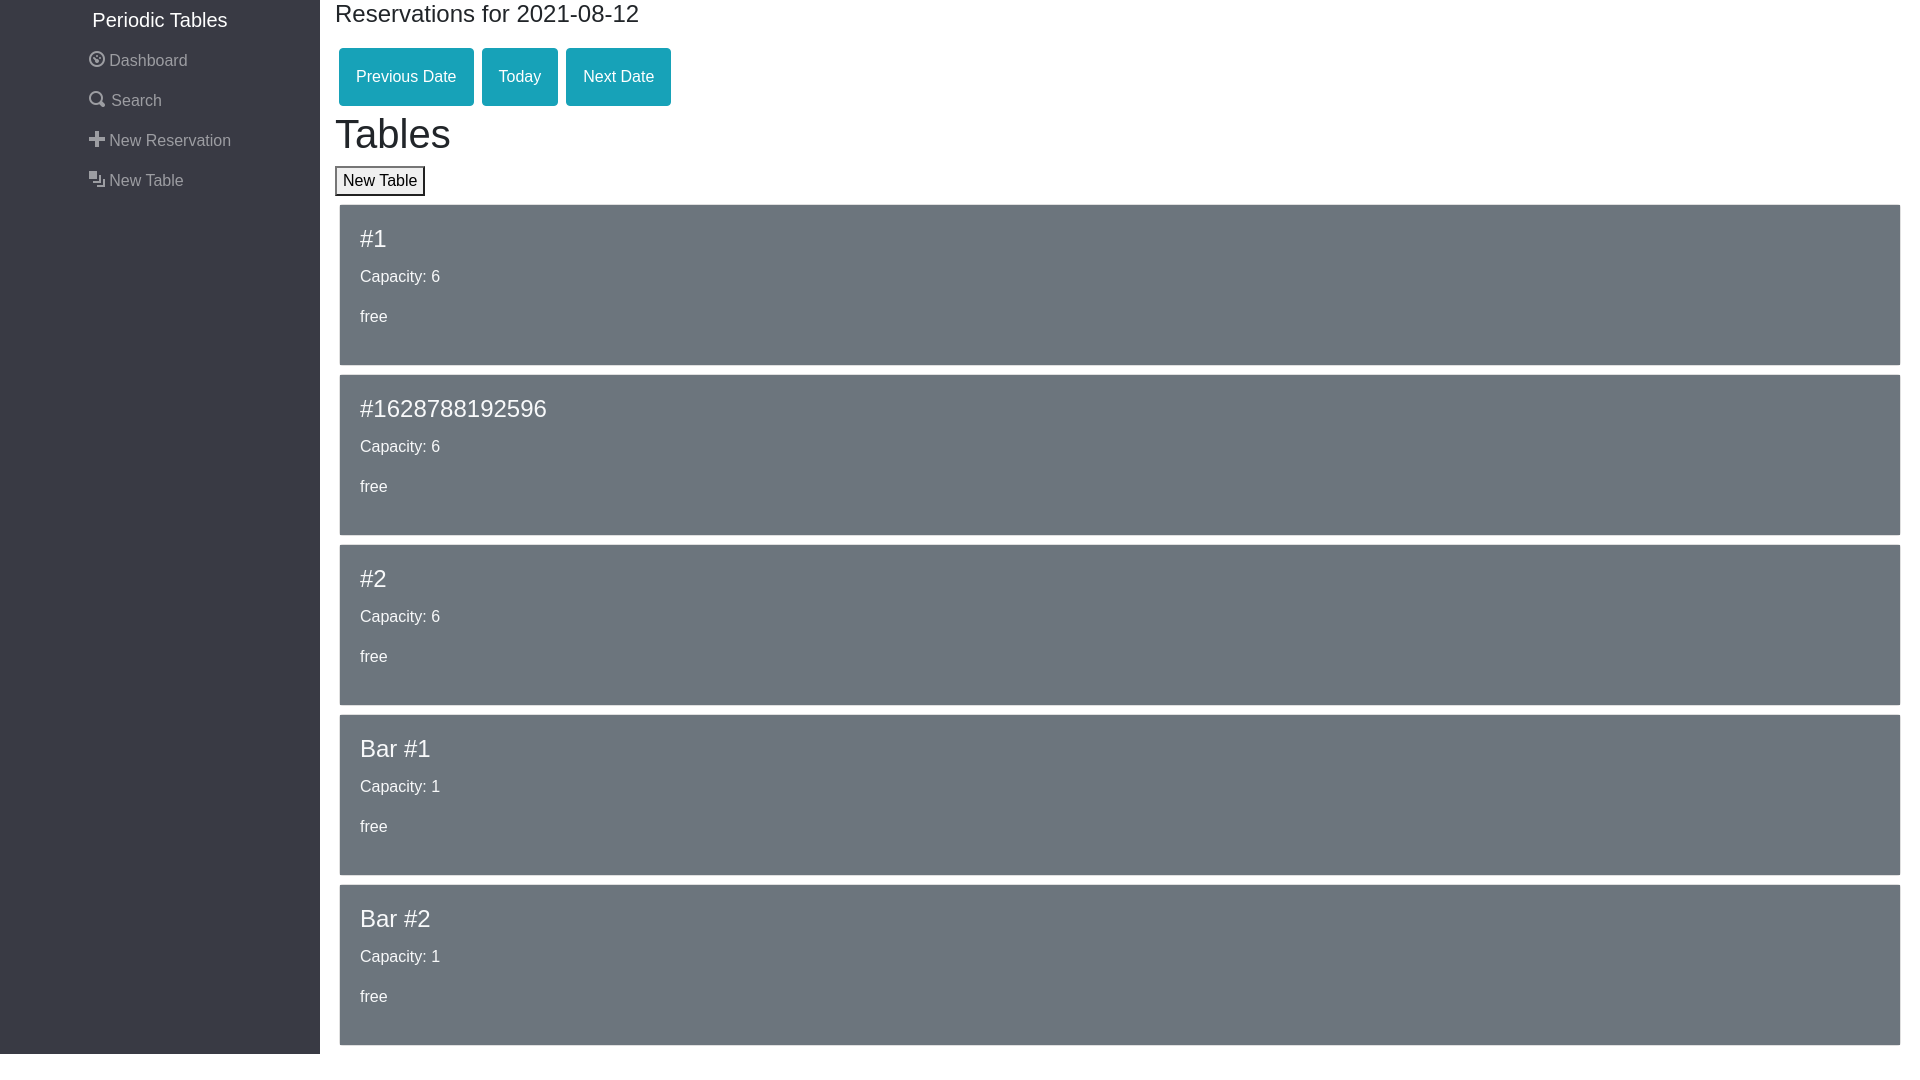 Periodic Tables
Dashboard
Search
New Reservation
New Table
Reservations for 2021-08-12
Previous Date
Today
Next Date
Tables
New Table
#1
Capacity: 6
free
#1628788192596
Capacity: 6
free
#2
Capacity: 6
free
Bar #1
Capacity: 1
free
Bar #2
Capacity: 1
free